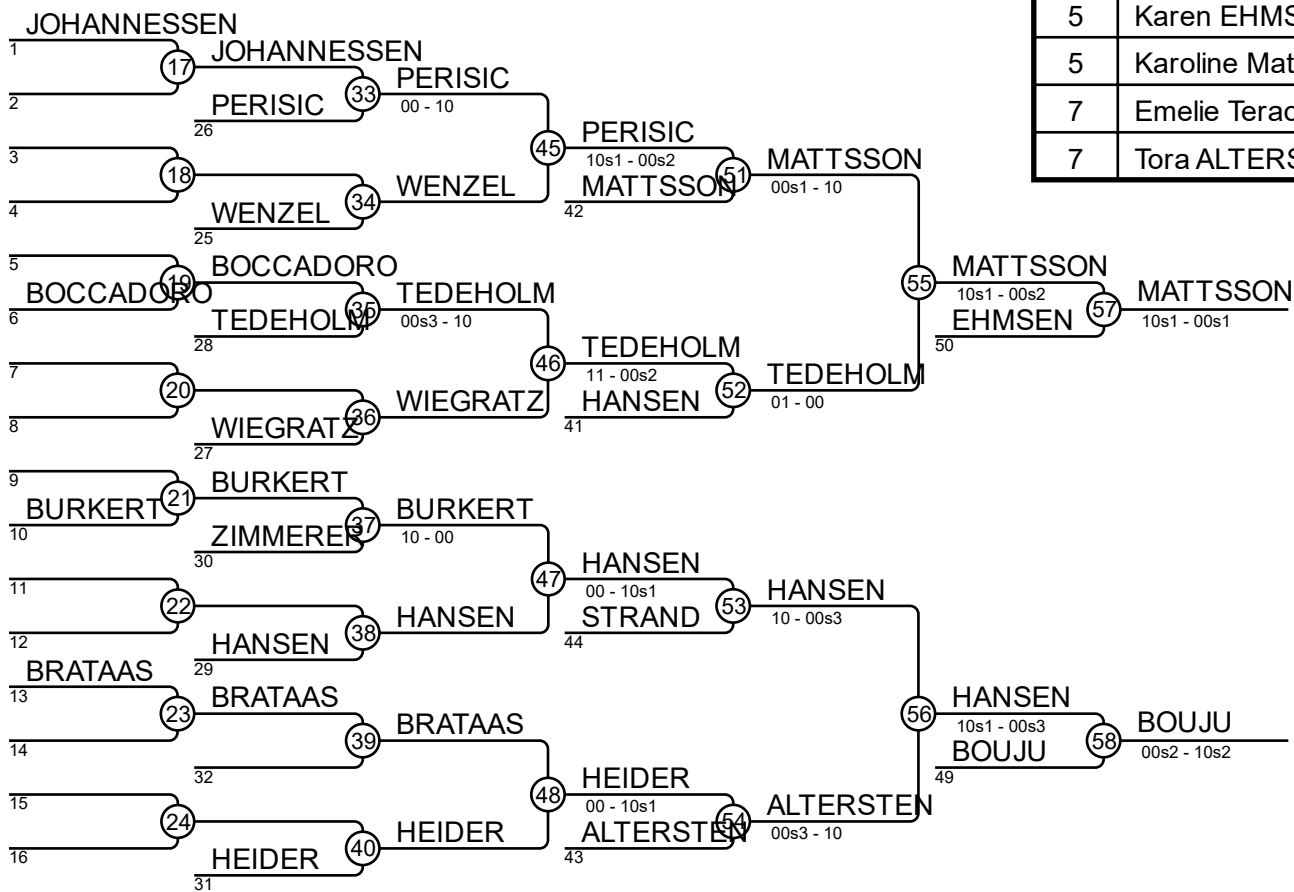 5 Karen EHMS
5 Karoline Mat
7 Emelie Terao
7 Tora ALTERS
JOHANNESSEN
1
17
JOHANNESSEN
2
33
PERISIC
00 - 10
PERISIC
26
45
PERISIC
10s1 - 00s2
3
18
4
34
WENZEL
WENZEL
25
51
MATTSSON
00s1 - 10
MATTSSON
42
5
19
BOCCADORO
BOCCADORO
6
35
TEDEHOLM
00s3 - 10
TEDEHOLM
28
46
TEDEHOLM
11 - 00s2
7
20
8
36
WIEGRATZ
WIEGRATZ
27
52
TEDEHOLM
01 - 00
HANSEN
41
55
MATTSSON
10s1 - 00s2
57
MATTSSON
10s1 - 00s1
EHMSEN
50
9
21
BURKERT
BURKERT
10
37
BURKERT
10 - 00
ZIMMERER
30
47
HANSEN
00 - 10s1
11
22
12
38
HANSEN
HANSEN
29
53
HANSEN
10 - 00s3
STRAND
44
BRATAAS
13
23
BRATAAS
14
39
BRATAAS
32
48
HEIDER
00 - 10s1
15
24
16
40
HEIDER
HEIDER
31
54
ALTERSTEN
00s3 - 10
ALTERSTEN
43
56
HANSEN
10s1 - 00s3
58
BOUJU
00s2 - 10s2
BOUJU
49